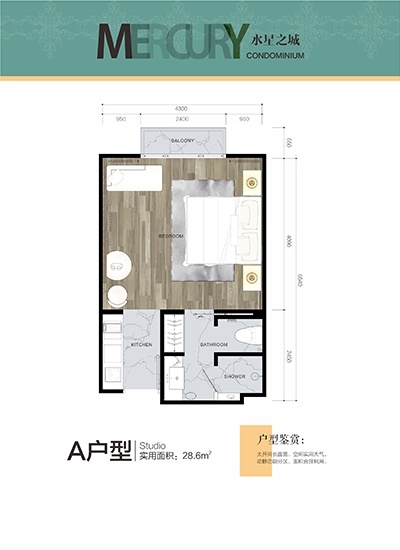 MERCURY 水星之城
CONDOMINIUM
4300
950 2400 950
BALCONY
BEDROOM
4090
KITCHEN
BATHROOM
SHOWER
A户型 Studio
实用面积：28.6m²
户型鉴赏：